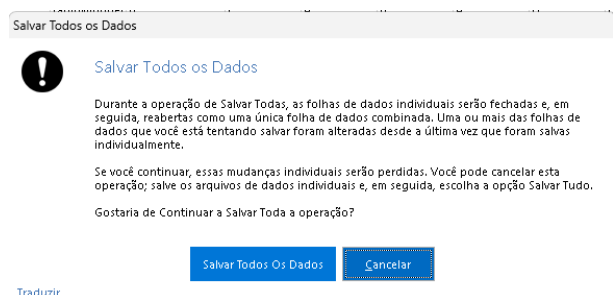 Salvar Todos os Dados
Salvar Todos os Dados
Durante a operação de Salvar Todas, as folhas de dados individuais serão fechadas e, em
seguida, reabertas como uma única folha de dados combinada. Uma ou mais das folhas de
dados que você está tentando salvar foram alteradas desde a última vez que foram salvas
individualmente.
Se você continuar, essas mudanças individuais serão perdidas. Você pode cancelar esta
operação; salve os arquivos de dados individuais e, em seguida, escolha a opção Salvar Tudo.
Gostaria de Continuar a Salvar Toda a operação?
Salvar Todos Os Dados
Cancelar
Traduzir